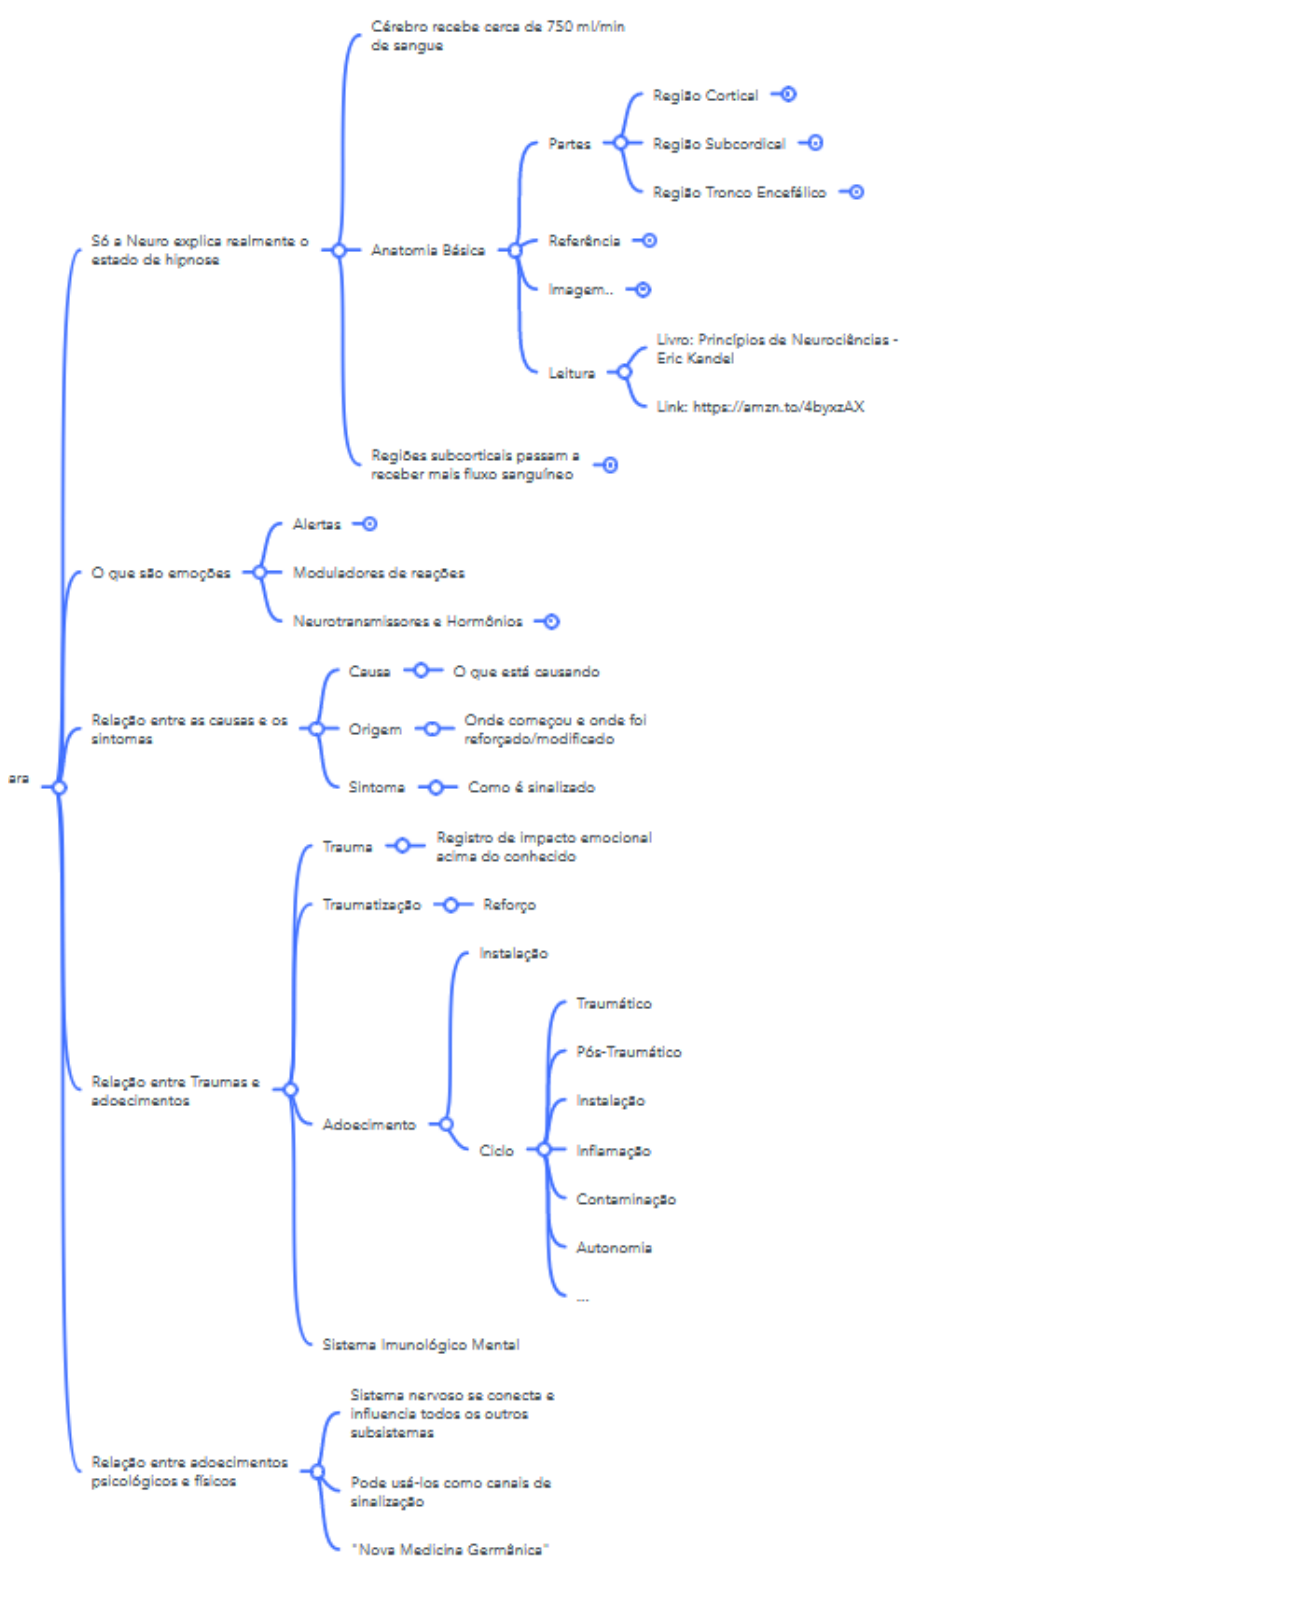 Cérebro recebe cerca de 750 ml/min
de sangue
Região Cortical
Partes
Região Subcordical
Região Tronco Encefálico
Só a Neuro explica realmente o
estado de hipnose
Anatomia Básica
Referência
Imagem..
Livro: Princípios de Neurociências -
Eric Kandel
Leitura
Link: https://amzn.to/4byxzAX
Regiões subcorticais passam a
receber mais fluxo sanguíneo
Alertas
O que são emoções
Moduladores de reações
Neurotransmissores e Hormônios
Causa
O que está causando
Relação entre as causas e os
sintomas
Origem
Onde começou e onde foi
reforçado/modificado
Sintoma
Como é sinalizado
ara
Trauma
Registro de impacto emocional
acima do conhecido
Traumatização
Reforço
Instalação
Traumático
Pós-Traumático
Relação entre Traumas e
adoecimentos
Instalação
Adoecimento
Ciclo
Inflamação
Contaminação
Autonomia
...
Sistema Imunológico Mental
Sistema nervoso se conecta e
influencia todos os outros
subsistemas
Relação entre adoecimentos
psicológicos e físicos
Pode usá-los como canais de
sinalização
"Nova Medicina Germânica"